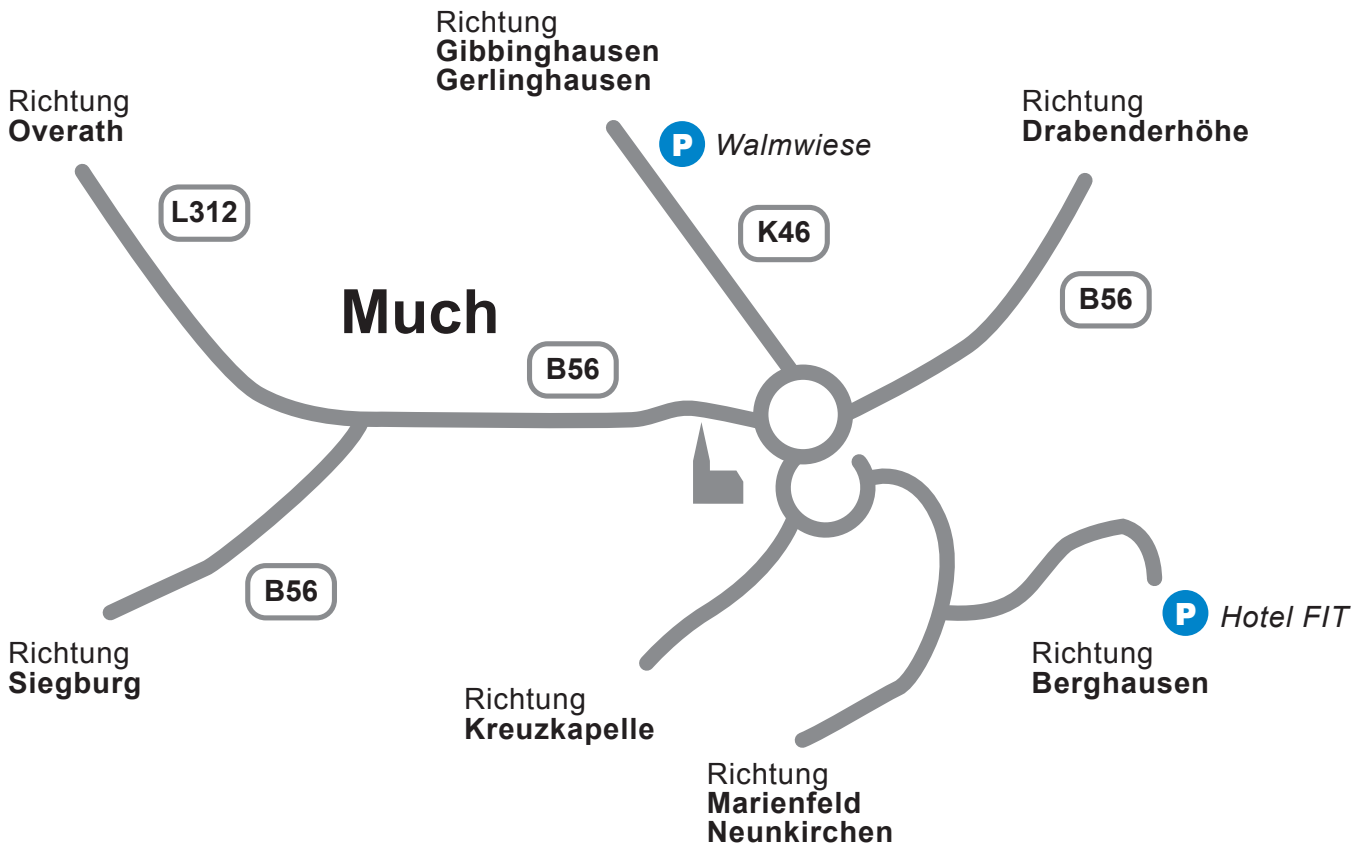 Richtung
Gibbinghausen
Gerlinghausen
Richtung
Overath
Richtung
Drabenderhöhe
P Walmwiese
L312
K46
B56
Much
B56
B56
P Hotel FIT
Richtung
Siegburg
Richtung
Berghausen
Richtung
Kreuzkapelle
Richtung
Marienfeld
Neunkirchen